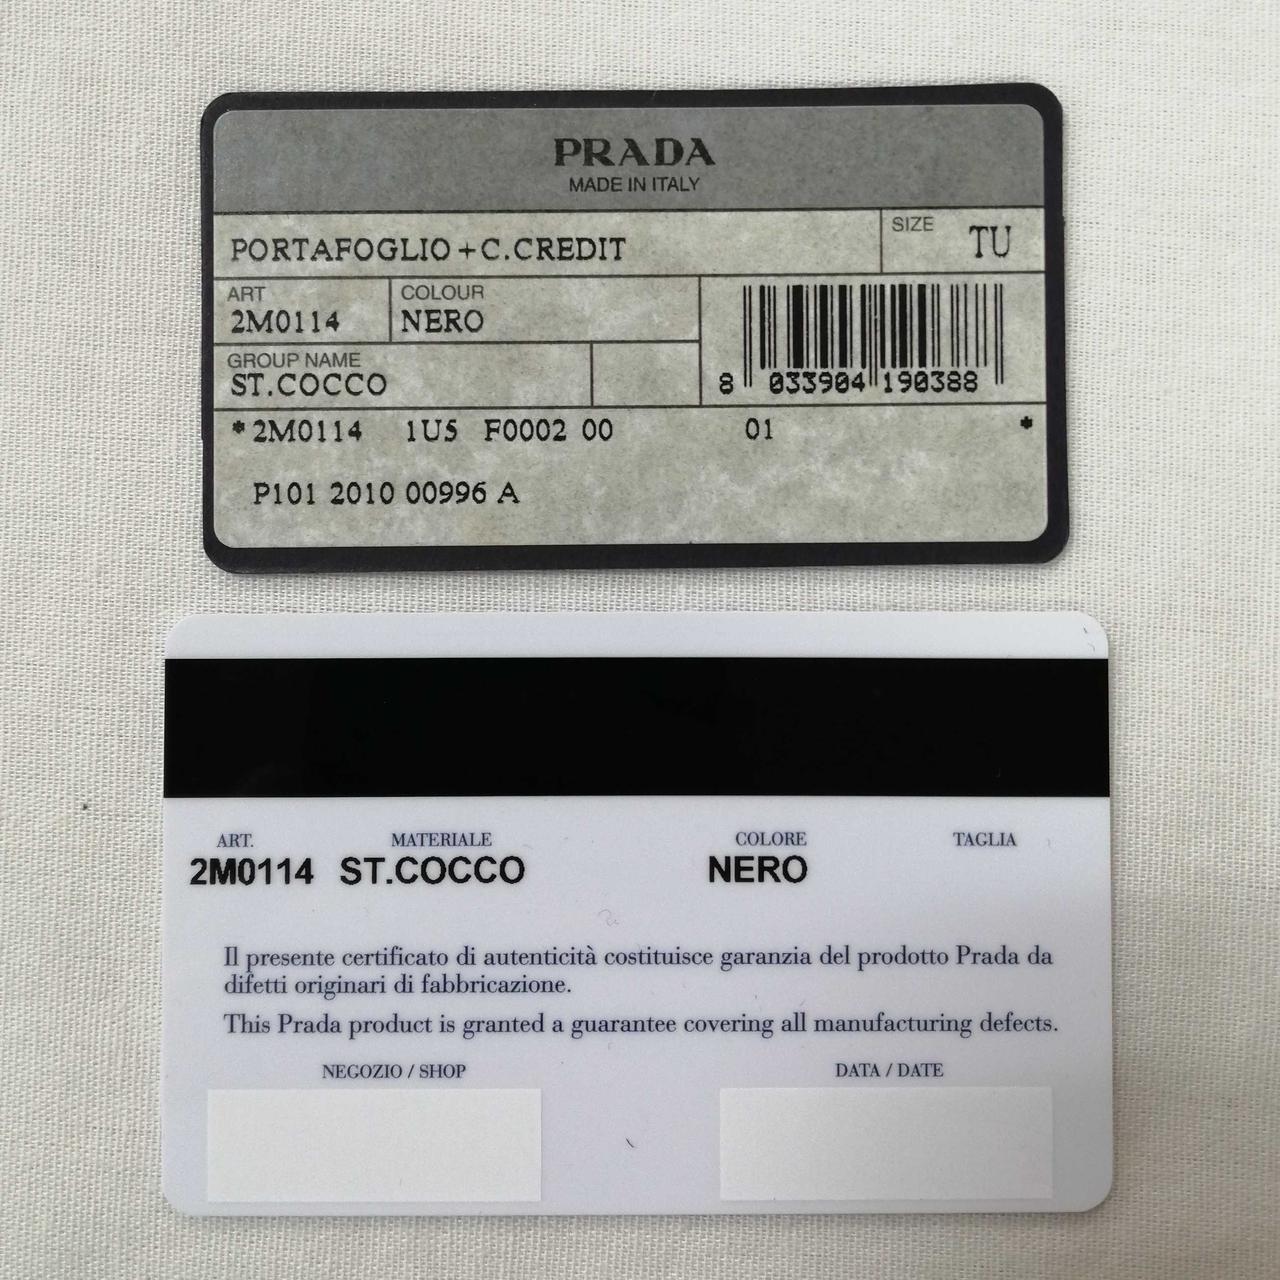 PRADA
MADE IN ITALY
PORTAFOGLIO+C.CREDIT
SIZE TU
ART COLOUR
2M0114 NERO
GROUP NAME
ST.COCCO
8 033904 190388
*2M0114 1U5 F0002 00 01 *
P101 2010 00996 A
ART. MATERIALE COLORE TAGLIA
2M0114 ST.COCCO NERO
Il presente certificato di autenticità costituisce garanzia del prodotto Prada da
difetti originari di fabbricazione.
This Prada product is granted a guarantee covering all manufacturing defects.
NEGOZIO / SHOP DATA / DATE